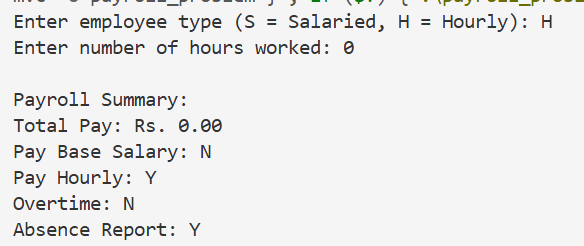 Enter employee type (S = Salaried, H = Hourly): H
Enter number of hours worked: 0
Payroll Summary:
Total Pay: Rs. 0.00
Pay Base Salary: N
Pay Hourly: Y
Overtime: N
Absence Report: Y